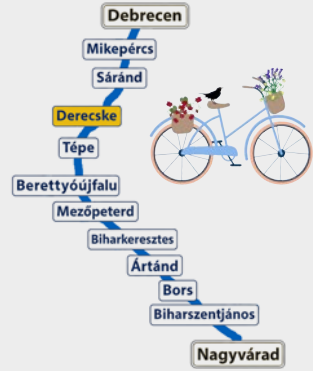 Debrecen
Mikepércs
Sáránd
Derecske
Tépe
Berettyóújfalu
Mezőpeterd
Biharkeresztes
Ártánd
Bors
Biharszentjános
Nagyvárad